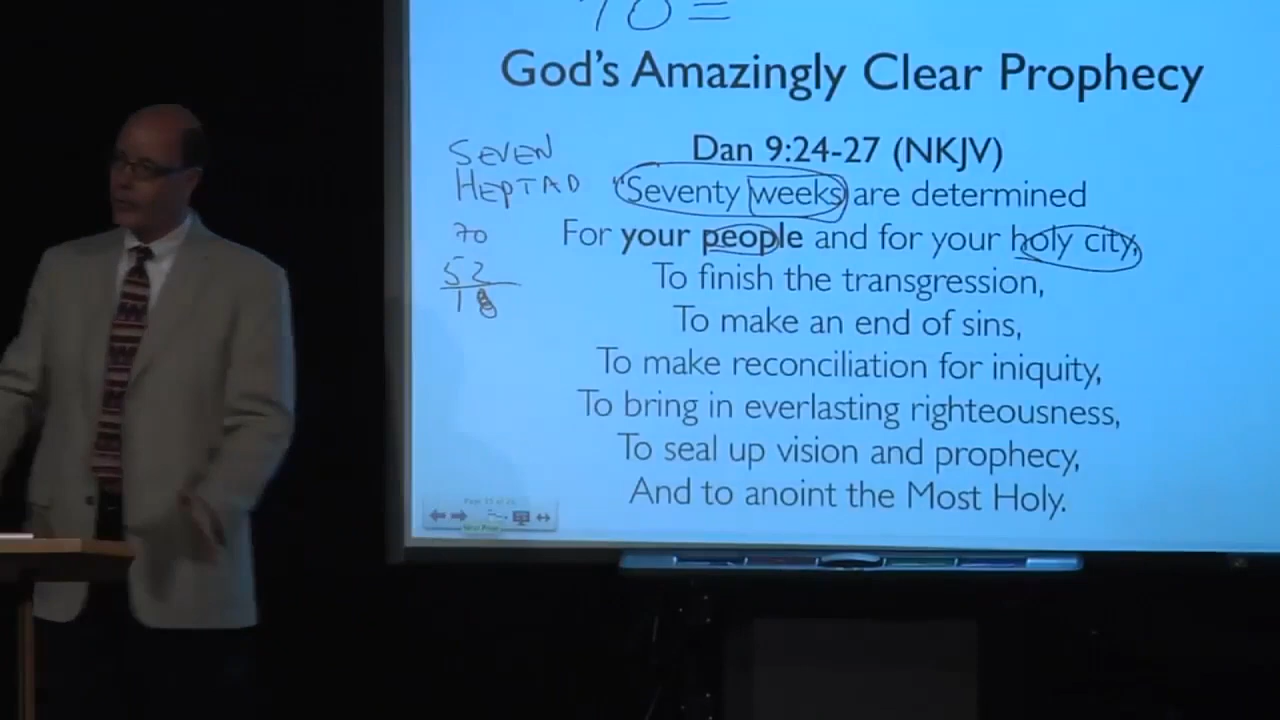 70 =
God's Amazingly Clear Prophecy
Dan 9:24-27 (NKJV)
"Seventy weeks are determined
For your people and for your holy city,
To finish the transgression,
To make an end of sins,
To make reconciliation for iniquity,
To bring in everlasting righteousness,
To seal up vision and prophecy,
And to anoint the Most Holy.
SEVEN
HEPTAD
70
52
18